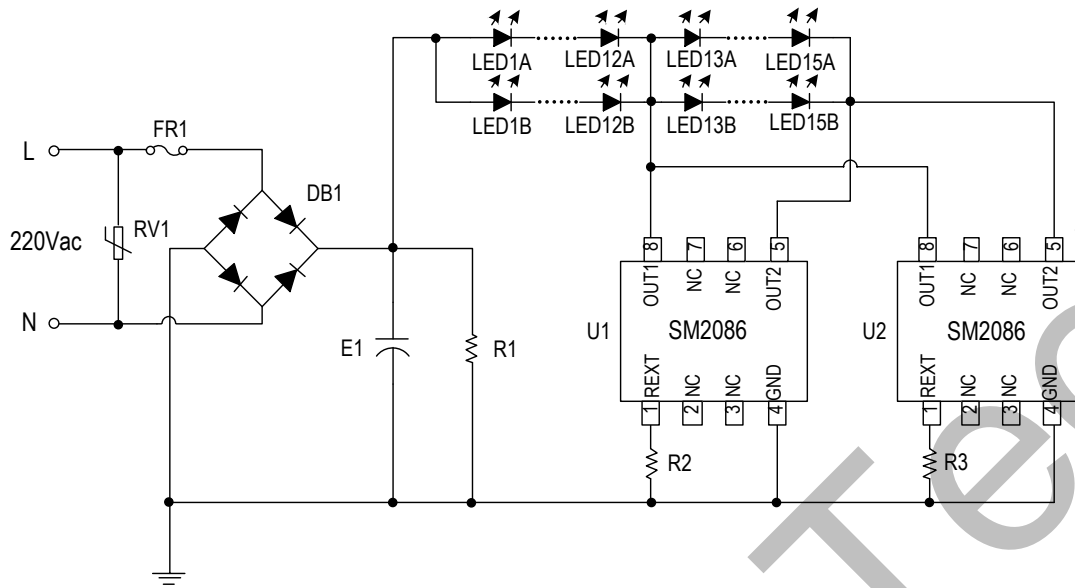 LED1A LED12A LED13A LED15A
LED1B LED12B LED13B LED15B
FR1
L
DB1
RV1
220Vac
N
E1
R1
8 7 6 5
OUT1 NC NC OUT2
U1 SM2086
REXT NC NC GND
1 2 3 4
R2
8 7 6 5
OUT1 NC NC OUT2
U2 SM2086
REXT NC NC GND
1 2 3 4
R3